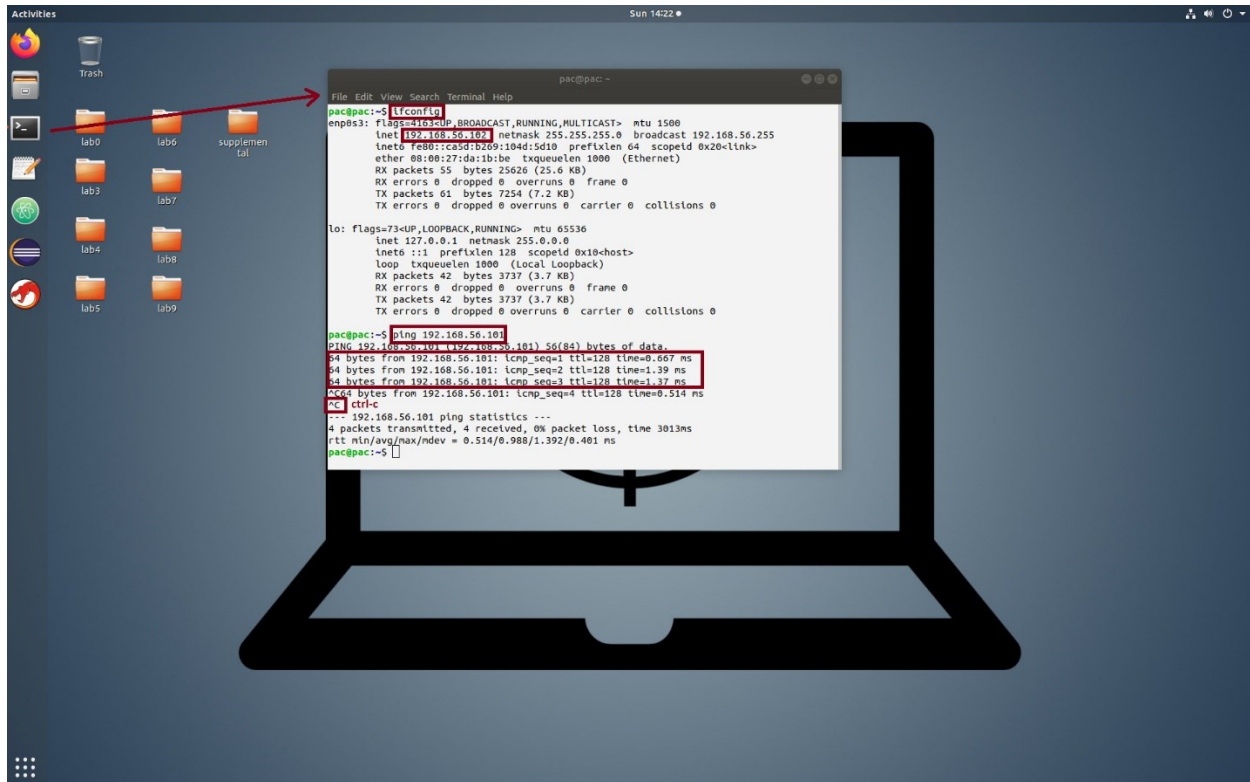 Activities
Sun 14:22
Trash
lab0
lab6
supplemen
tal
lab3
lab7
lab4
lab8
lab5
lab9
pac@pac: ~
File Edit View Search Terminal Help
pac@pac:~$ ifconfig
enp0s3: flags=4163<UP,BROADCAST,RUNNING,MULTICAST> mtu 1500
inet 192.168.56.102 netmask 255.255.255.0 broadcast 192.168.56.255
inet6 fe80::ca5d:b269:104d:5d10 prefixlen 64 scopeid 0x20<link>
ether 08:00:27:da:1b:be txqueuelen 1000 (Ethernet)
RX packets 55 bytes 25626 (25.6 KB)
RX errors 0 dropped 0 overruns 0 frame 0
TX packets 61 bytes 7254 (7.2 KB)
TX errors 0 dropped 0 overruns 0 carrier 0 collisions 0
lo: flags=73<UP,LOOPBACK,RUNNING> mtu 65536
inet 127.0.0.1 netmask 255.0.0.0
inet6 ::1 prefixlen 128 scopeid 0x10<host>
loop txqueuelen 1000 (Local Loopback)
RX packets 42 bytes 3737 (3.7 KB)
RX errors 0 dropped 0 overruns 0 frame 0
TX packets 42 bytes 3737 (3.7 KB)
TX errors 0 dropped 0 overruns 0 carrier 0 collisions 0
pac@pac:~$ ping 192.168.56.101
PING 192.168.56.101 (192.168.56.101) 56(84) bytes of data.
64 bytes from 192.168.56.101: icmp_seq=1 ttl=128 time=0.667 ms
64 bytes from 192.168.56.101: icmp_seq=2 ttl=128 time=1.39 ms
64 bytes from 192.168.56.101: icmp_seq=3 ttl=128 time=1.37 ms
^C64 bytes from 192.168.56.101: icmp_seq=4 ttl=128 time=0.514 ms
^C ctrl-c
--- 192.168.56.101 ping statistics ---
4 packets transmitted, 4 received, 0% packet loss, time 3013ms
rtt min/avg/max/mdev = 0.514/0.988/1.392/0.401 ms
pac@pac:~$